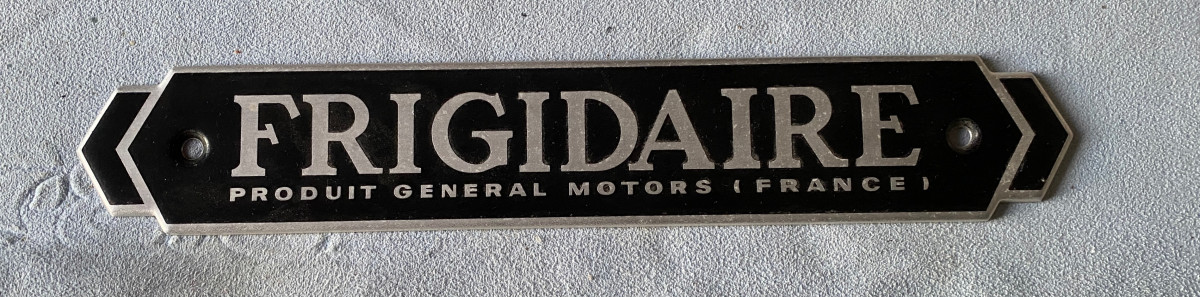 FRIGIDAIRE
PRODUIT GENERAL MOTORS (FRANCE)